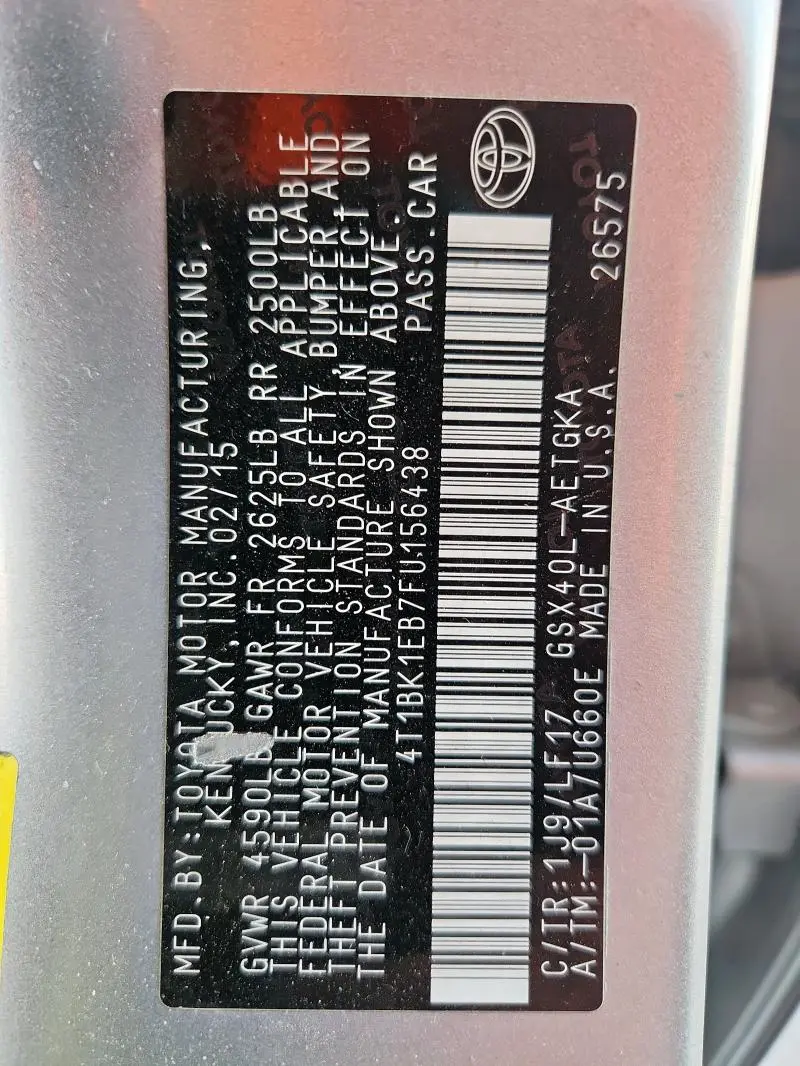 MFD.BY:TOYOTA MOTOR MANUFACTURING,
INC. 02/15
GVWR 4590LB GAWR FR 2625LB RR 2500LB
THIS VEHICLE CONFORMS TO ALL APPLICABLE
FEDERAL MOTOR VEHICLE SAFETY, BUMPER, AND
THEFT PREVENTION STANDARDS IN EFFECT ON
THE DATE OF MANUFACTURE SHOWN ABOVE.
4T1BK1EB7FU156438 PASS.CAR
C/TR:1J9/LF17 GSX40L-AETGKA
A/TM:-01A/U660E MADE IN U.S.A. 26575